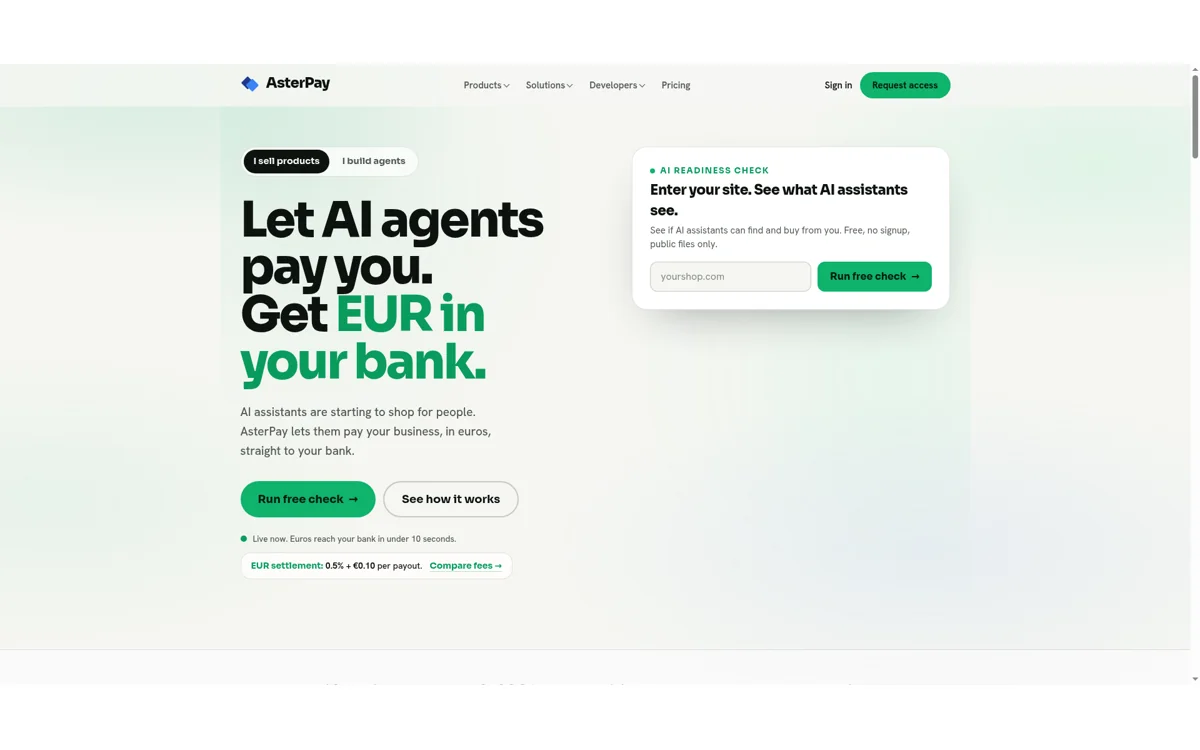 AsterPay
Products
Solutions
Developers
Pricing
Sign in
Request access
I sell products
I build agents
Let AI agents
pay you.
Get EUR in
your bank.
AI assistants are starting to shop for people.
AsterPay lets them pay your business, in euros,
straight to your bank.
Run free check →
See how it works
Live now. Euros reach your bank in under 10 seconds.
EUR settlement: 0.5% + €0.10 per payout. Compare fees →
AI READINESS CHECK
Enter your site. See what AI assistants
see.
See if AI assistants can find and buy from you. Free, no signup,
public files only.
yourshop.com
Run free check →